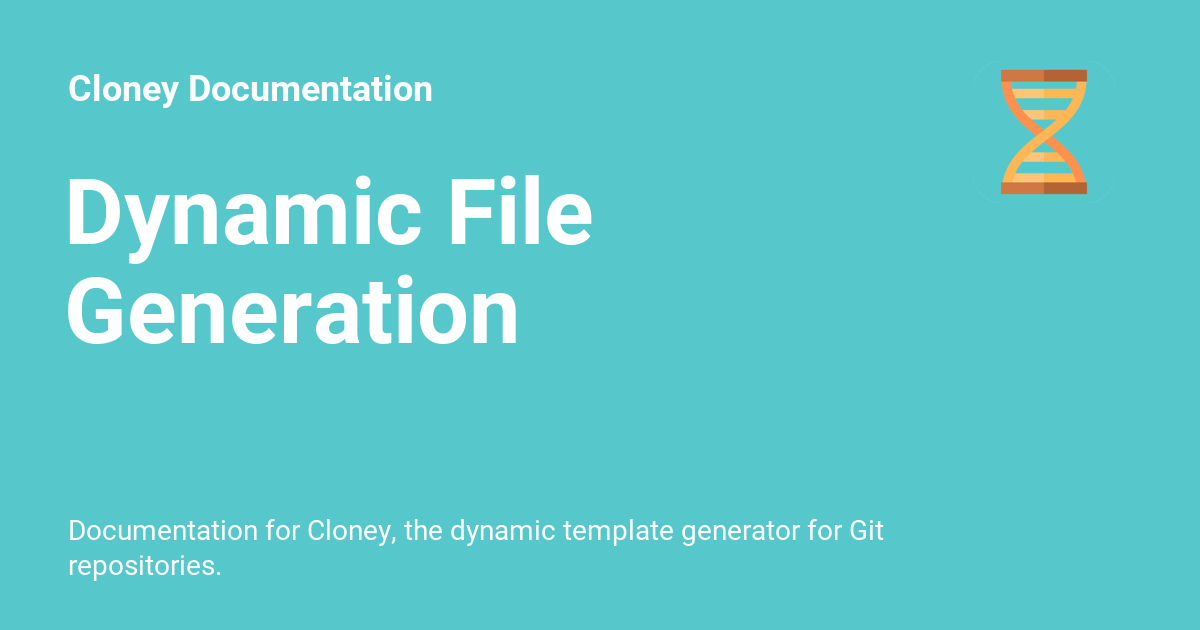 Cloney Documentation
Dynamic File
Generation
Documentation for Cloney, the dynamic template generator for Git
repositories.